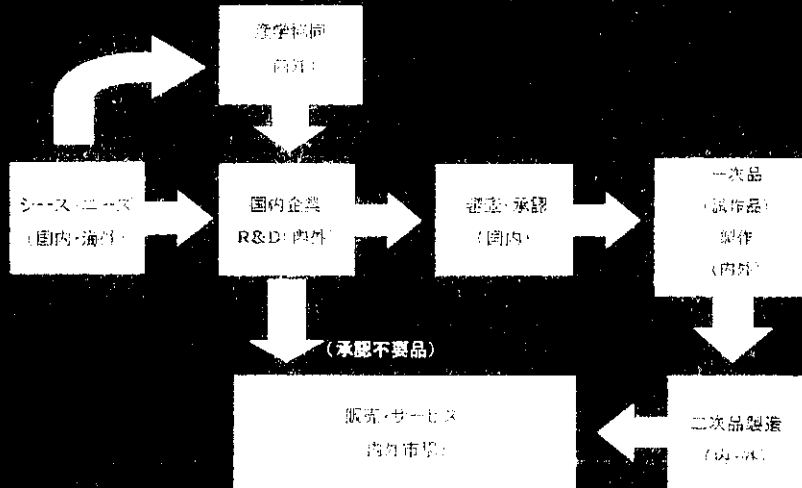 産学協同
(内外)
シーズ・ニーズ
(国内・海外)
国内企業
R&D(内外)
審査・承認
(国内)
一次品
(試作品)
製作
(内外)
(承認不要品)
販売・サービス
(内外市場)
二次品製造
(内・外)